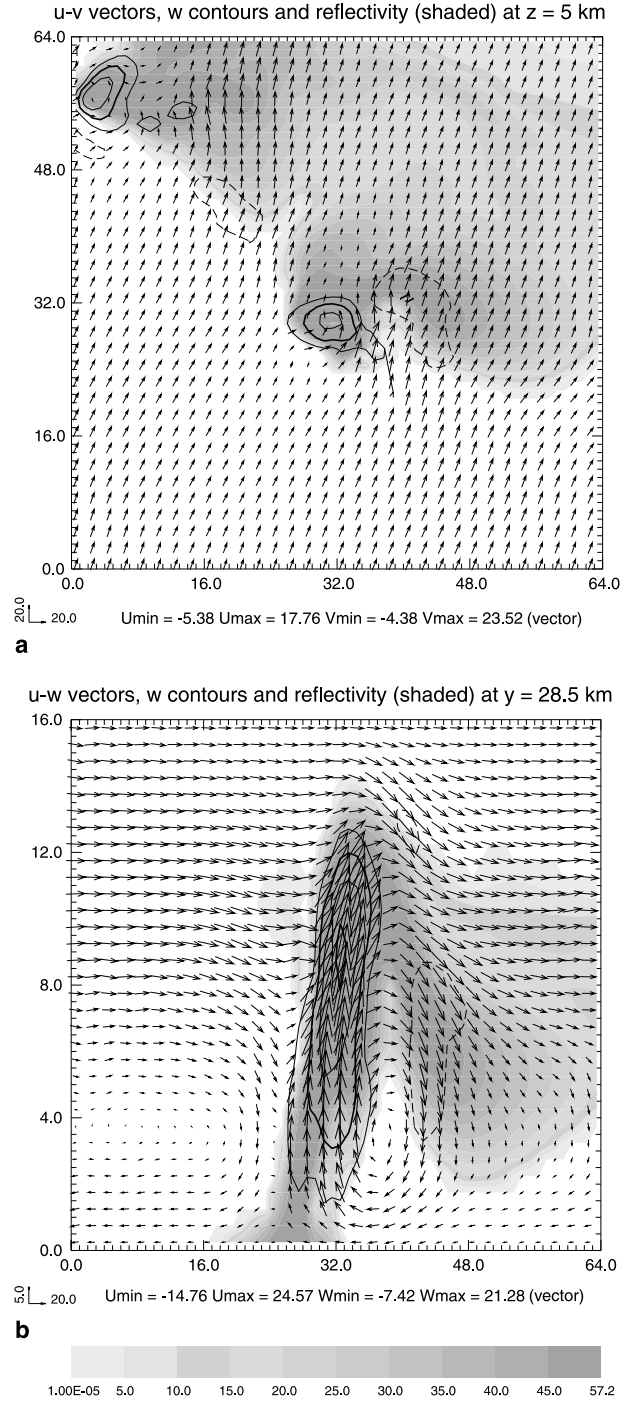 u-v vectors, w contours and reflectivity (shaded) at z = 5 km
64.0
48.0
32.0
16.0
0.0
0.0 16.0 32.0 48.0 64.0
20.0
20.0
Umin = -5.38 Umax = 17.76 Vmin = -4.38 Vmax = 23.52 (vector)
a
u-w vectors, w contours and reflectivity (shaded) at y = 28.5 km
16.0
12.0
8.0
4.0
0.0
0.0 16.0 32.0 48.0 64.0
5.0
20.0
Umin = -14.76 Umax = 24.57 Wmin = -7.42 Wmax = 21.28 (vector)
b
1.00E-05 5.0 10.0 15.0 20.0 25.0 30.0 35.0 40.0 45.0 57.2